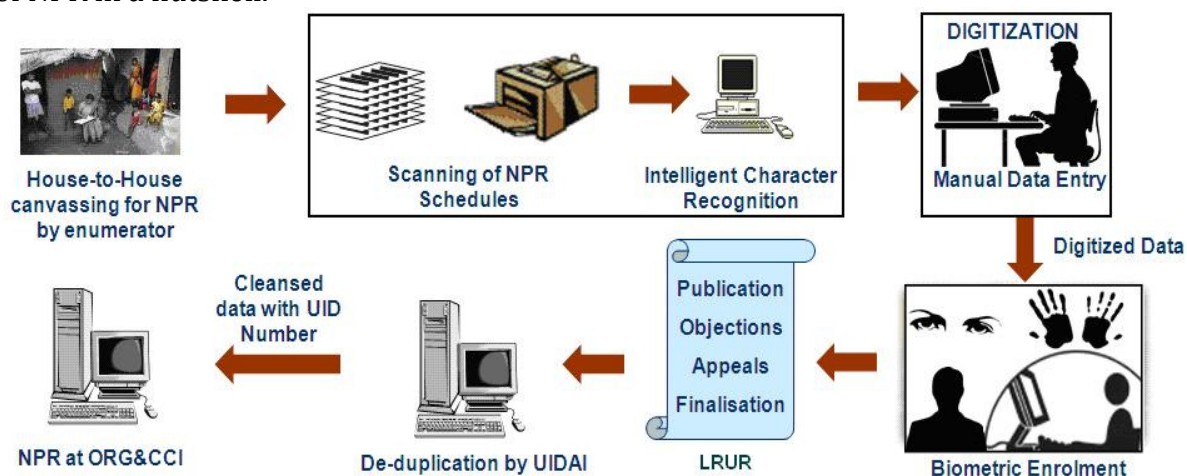 House-to-House
canvassing for NPR
by enumerator
Scanning of NPR
Schedules
Intelligent Character
Recognition
DIGITIZATION
Manual Data Entry
Digitized Data
Biometric Enrolment
Publication
Objections
Appeals
Finalisation
LRUR
De-duplication by UIDAI
Cleansed
data with UID
Number
NPR at ORG&CCI